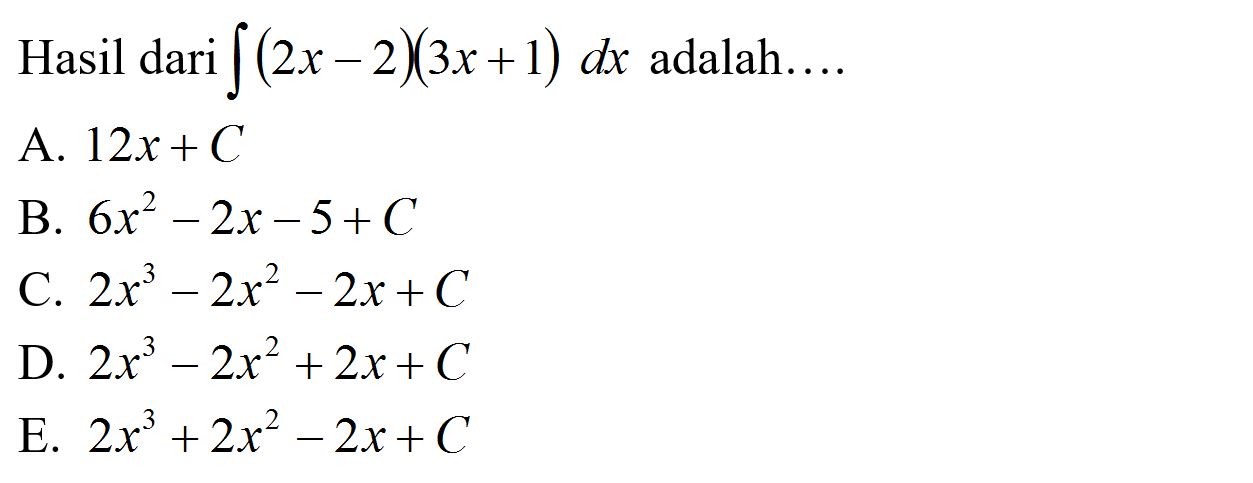 Hasil dari ∫(2x − 2)(3x + 1) dx adalah….
A. 12x + C
B. 6x² − 2x − 5 + C
C. 2x³ − 2x² − 2x + C
D. 2x³ − 2x² + 2x + C
E. 2x³ + 2x² − 2x + C